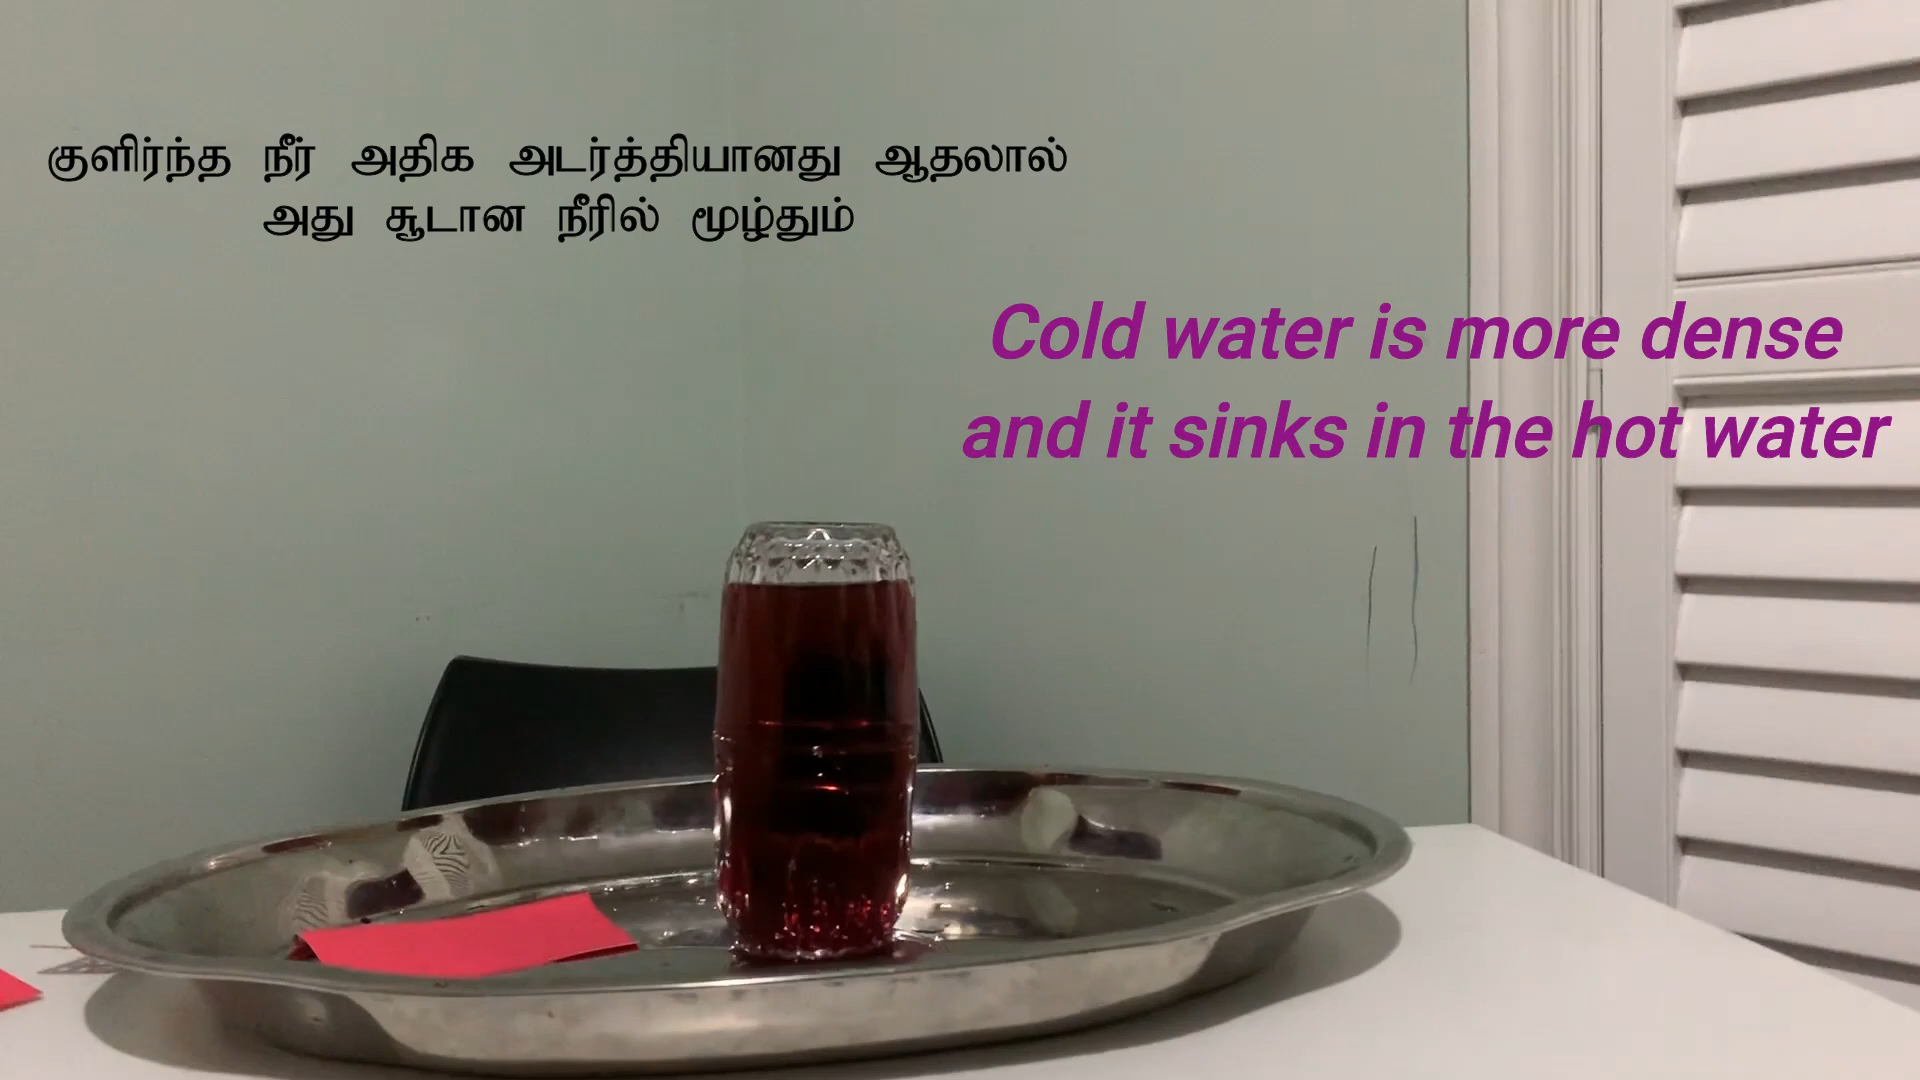 குளிர்ந்த நீர் அதிக அடர்த்தியானது ஆதலால்
அது சூடான நீரில் மூழ்தும்
Cold water is more dense
and it sinks in the hot water